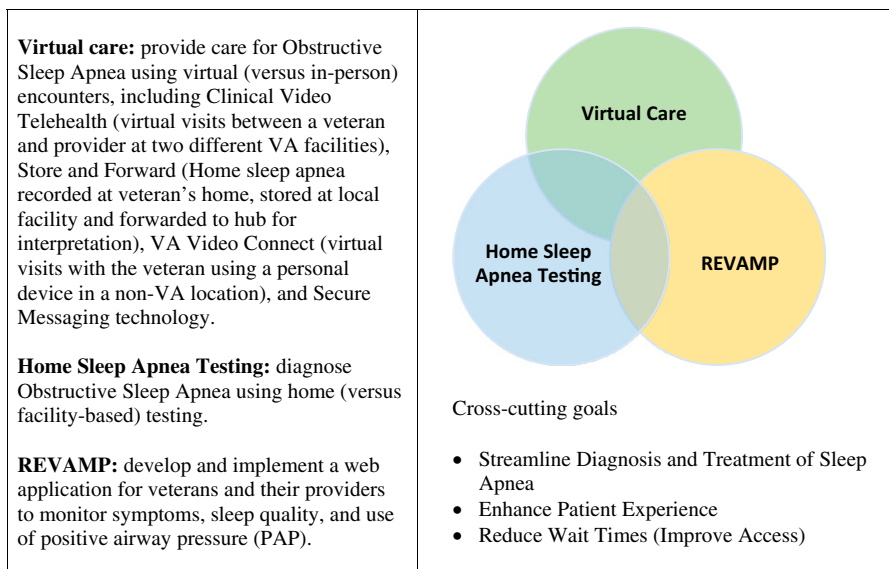 Virtual care: provide care for Obstructive
Sleep Apnea using virtual (versus in-person)
encounters, including Clinical Video
Telehealth (virtual visits between a veteran
and provider at two different VA facilities),
Store and Forward (Home sleep apnea
recorded at veteran’s home, stored at local
facility and forwarded to hub for
interpretation), VA Video Connect (virtual
visits with the veteran using a personal
device in a non-VA location), and Secure
Messaging technology.
Home Sleep Apnea Testing: diagnose
Obstructive Sleep Apnea using home (versus
facility-based) testing.
REVAMP: develop and implement a web
application for veterans and their providers
to monitor symptoms, sleep quality, and use
of positive airway pressure (PAP).
Virtual Care
Home Sleep
Apnea Testing
REVAMP
Cross-cutting goals
• Streamline Diagnosis and Treatment of Sleep
Apnea
• Enhance Patient Experience
• Reduce Wait Times (Improve Access)